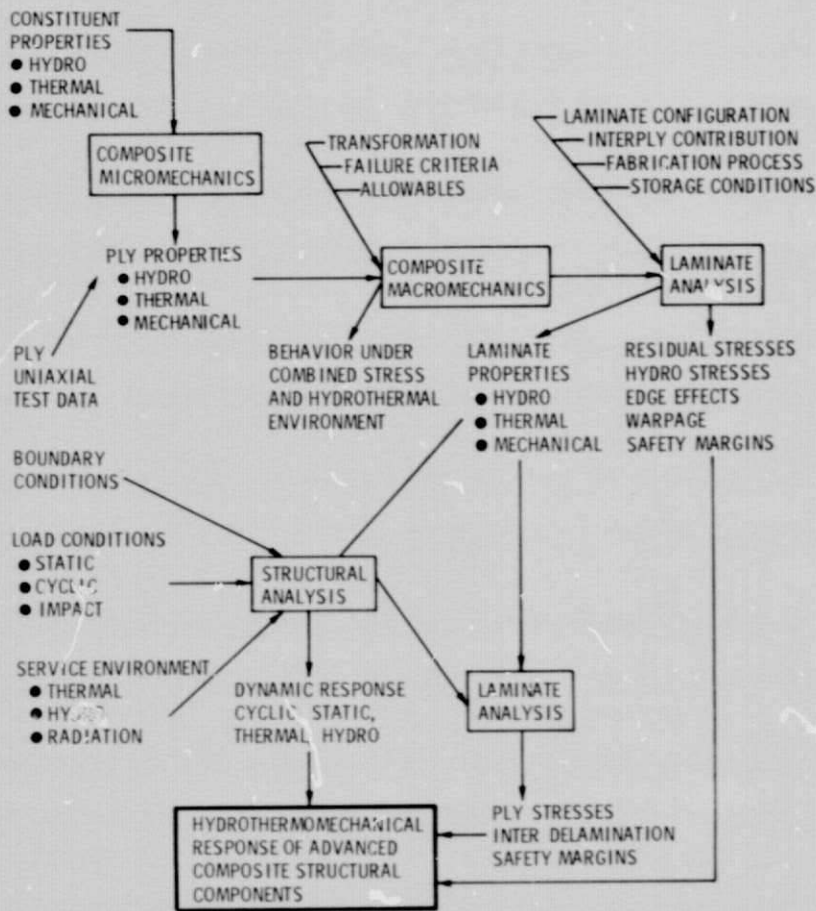 CONSTITUENT
PROPERTIES
● HYDRO
● THERMAL
● MECHANICAL
COMPOSITE
MICROMECHANICS
TRANSFORMATION
FAILURE CRITERIA
ALLOWABLES
LAMINATE CONFIGURATION
INTERPLY CONTRIBUTION
FABRICATION PROCESS
STORAGE CONDITIONS
PLY PROPERTIES
● HYDRO
● THERMAL
● MECHANICAL
COMPOSITE
MACROMECHANICS
LAMINATE
ANALYSIS
PLY
UNIAXIAL
TEST DATA
BEHAVIOR UNDER
COMBINED STRESS
AND HYDROTHERMAL
ENVIRONMENT
LAMINATE
PROPERTIES
● HYDRO
● THERMAL
● MECHANICAL
RESIDUAL STRESSES
HYDRO STRESSES
EDGE EFFECTS
WARPAGE
SAFETY MARGINS
BOUNDARY
CONDITIONS
LOAD CONDITIONS
● STATIC
● CYCLIC
● IMPACT
STRUCTURAL
ANALYSIS
SERVICE ENVIRONMENT
● THERMAL
● HYDRO
● RADIATION
DYNAMIC RESPONSE
CYCLIC, STATIC,
THERMAL, HYDRO
LAMINATE
ANALYSIS
PLY STRESSES
INTER DELAMINATION
SAFETY MARGINS
HYDROTHERMOMECHANICAL
RESPONSE OF ADVANCED
COMPOSITE STRUCTURAL
COMPONENTS